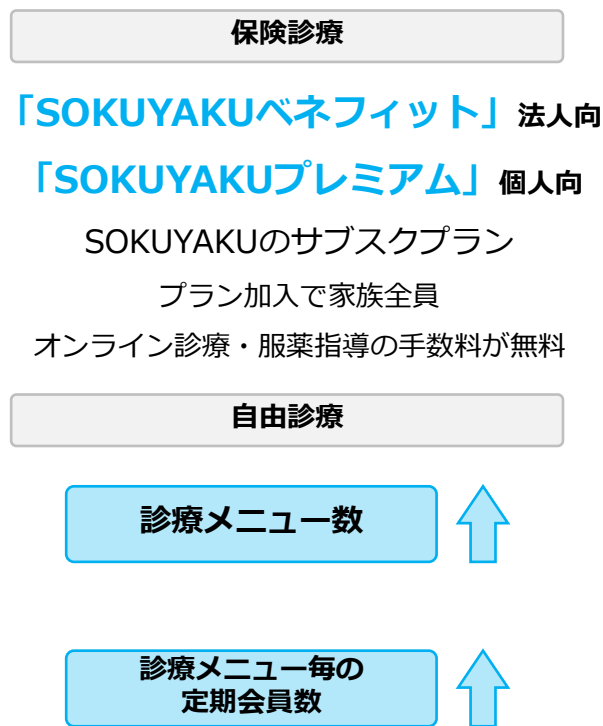 保険診療
「SOKUYAKUベネフィット」法人向
「SOKUYAKUプレミアム」個人向
SOKUYAKUのサブスクプラン
プラン加入で家族全員
オンライン診療・服薬指導の手数料が無料
自由診療
診療メニュー数
診療メニュー毎の
定期会員数